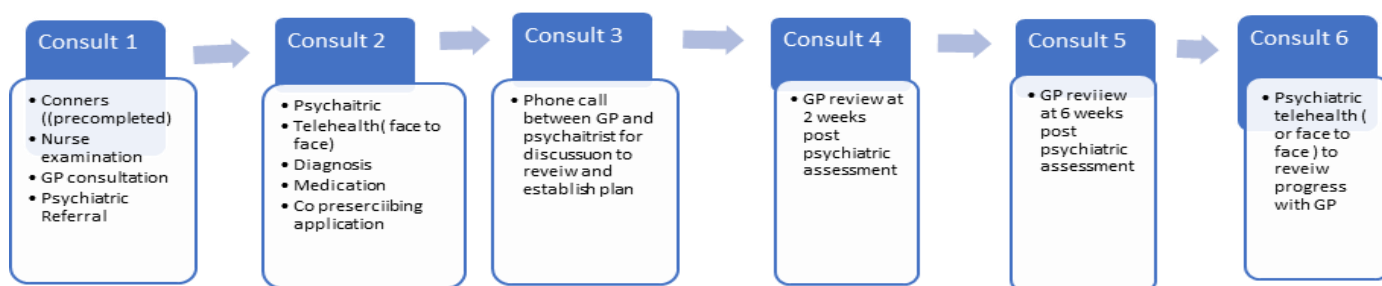 Consult 1
• Conners
((precompleted)
• Nurse
examination
• GP consultation
• Psychiatric
Referral
Consult 2
• Psychaitric
• Telehealth( face to
face)
• Diagnosis
• Medication
• Co preserciibing
application
Consult 3
• Phone call
between GP and
psychaitrist for
discussuon to
reveiw and
establish plan
Consult 4
• GP review at
2 weeks
post
psychiatric
assessment
Consult 5
• GP reviiew
at 6 weeks
post
psychiatric
assessment
Consult 6
• Psychiatric
telehealth (
or face to
face ) to
reveiw
progress
with GP